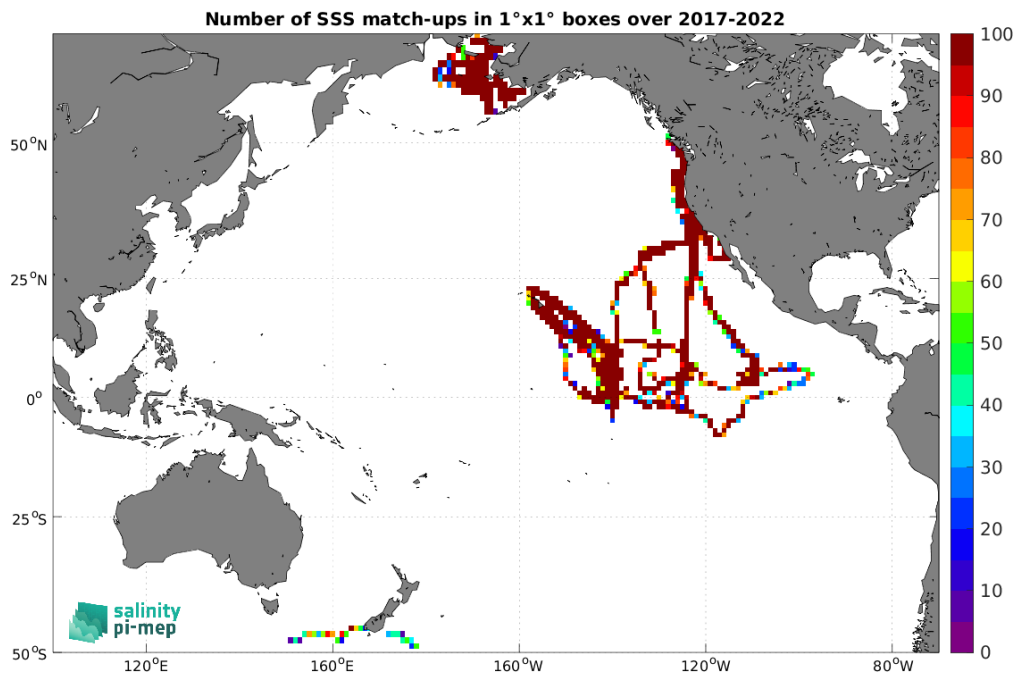 Number of SSS match-ups in 1°x1° boxes over 2017-2022
100
90
80
70
60
50
40
30
20
10
0
50°N
25°N
0°
25°S
50°S
120°E
160°E
160°W
120°W
80°W
salinity
pi-mep